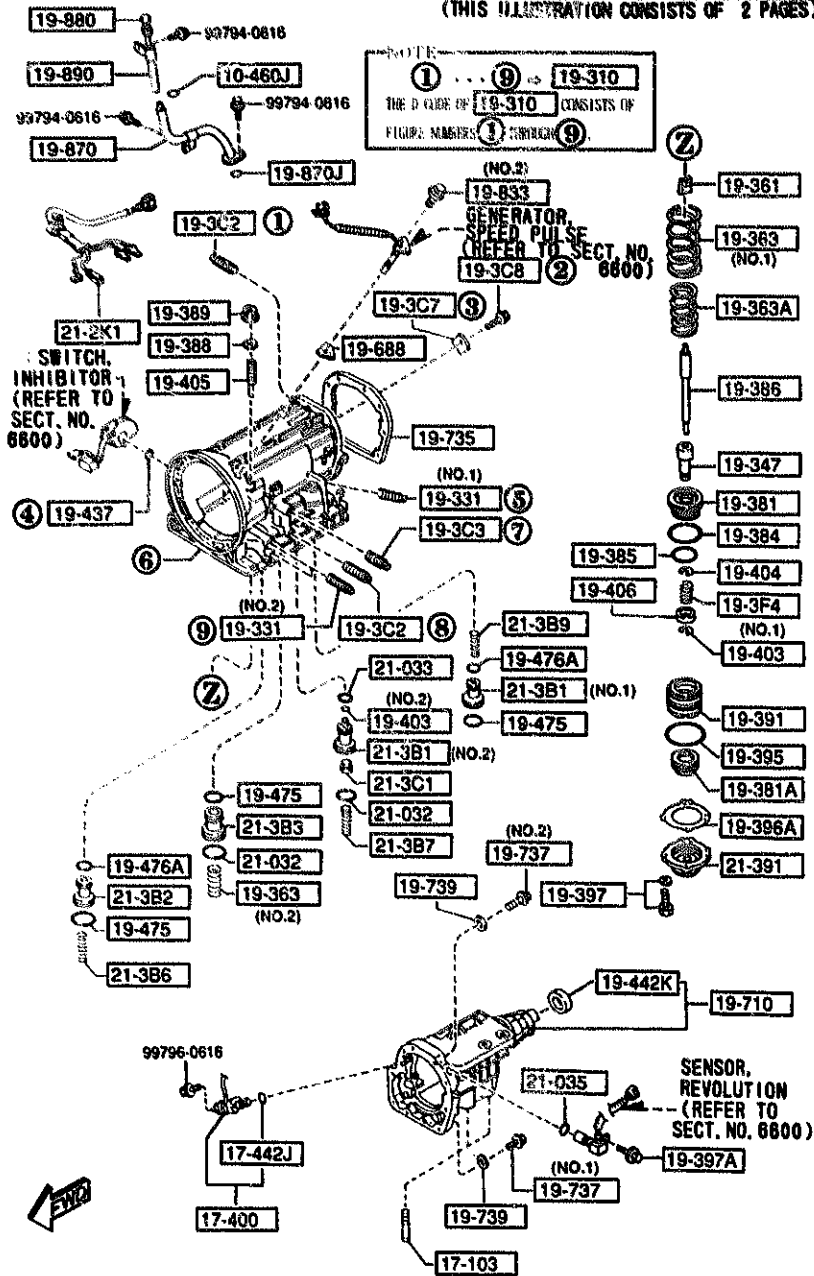 (THIS ILLUSTRATION CONSISTS OF 2 PAGES)
19-880
99794-0616
19-890
10-460J
99794-0616
99794-0616
19-870
19-870J
NOTE
① ... ⑨ ⇒ 19-310
THE D CODE OF 19-310 CONSISTS OF
FIGURE NUMBERS ① THROUGH ⑨.
Z
19-361
19-363
(NO.1)
19-363A
19-386
19-347
19-381
19-384
19-385
19-404
19-406
19-3F4
(NO.1)
19-403
19-391
19-395
19-381A
19-396A
21-391
19-397
(NO.2)
19-833
GENERATOR,
SPEED PULSE
(REFER TO SECT. NO.
6600)
19-3C2 ①
19-3C8 ②
19-3C7 ③
21-2K1
19-389
19-388
19-405
19-688
SWITCH,
INHIBITOR
(REFER TO
SECT. NO.
6600)
19-735
④ 19-437
(NO.1)
19-331 ⑤
19-3C3 ⑦
⑥
(NO.2)
⑨ 19-331
19-3C2 ⑧
Z
21-3B9
19-476A
21-3B1 (NO.1)
19-475
21-033
(NO.2)
19-403
21-3B1 (NO.2)
21-3C1
21-032
21-3B7
19-475
21-3B3
21-032
19-363
(NO.2)
19-476A
21-3B2
19-475
21-3B6
(NO.2)
19-737
19-739
19-442K
19-710
99796-0616
17-442J
17-400
21-035
SENSOR,
REVOLUTION
(REFER TO
SECT. NO. 6600)
19-397A
(NO.1)
19-737
19-739
17-103
FWD